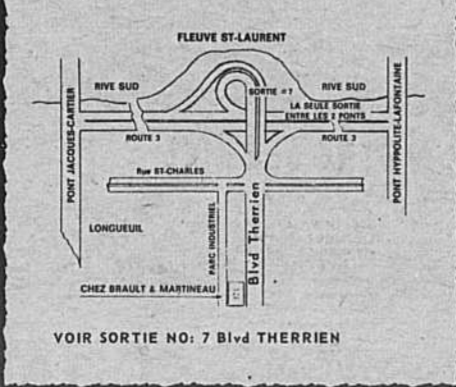 FLEUVE ST-LAURENT
RIVE SUD
SORTIE #7
RIVE SUD
LA SEULE SORTIE
ENTRE LES 2 PONTS
ROUTE 3
ROUTE 3
PONT JACQUES-CARTIER
PONT HYPPOLITE-LAFONTAINE
Rue ST-CHARLES
LONGUEUIL
PARC INDUSTRIEL
Blvd Therrien
CHEZ BRAULT & MARTINEAU
VOIR SORTIE NO: 7 Blvd THERRIEN